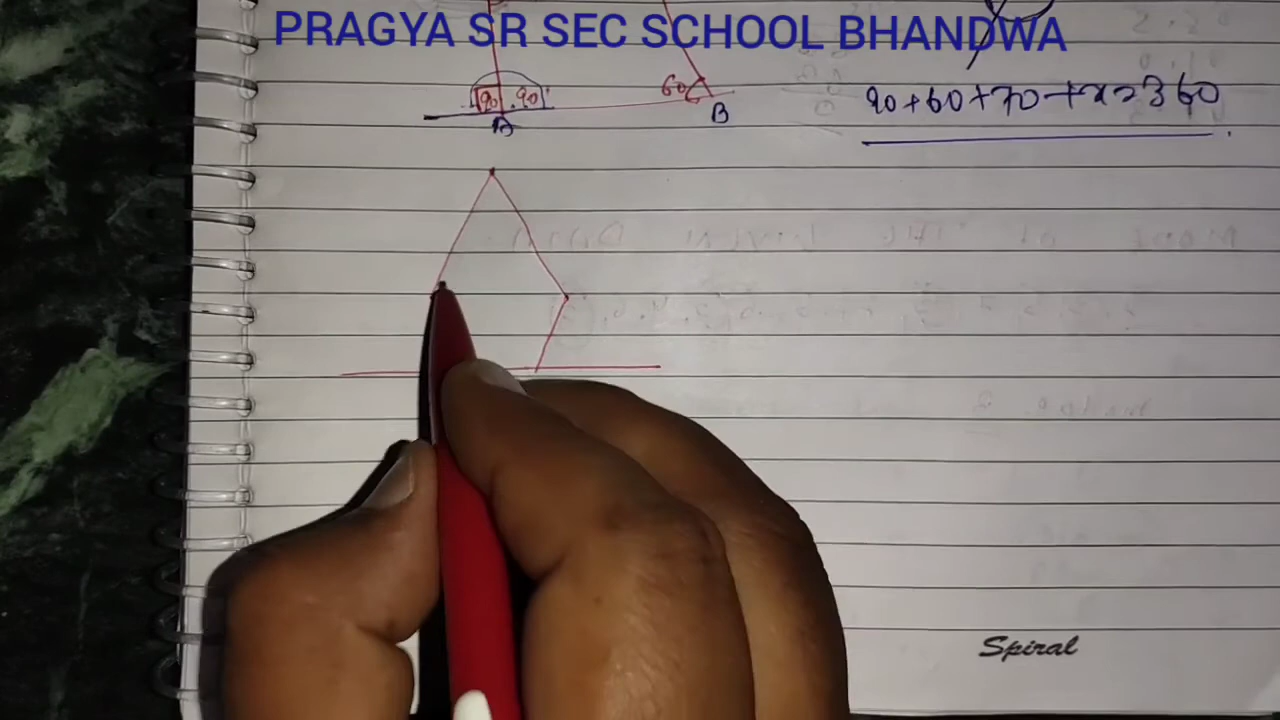 PRAGYA SR SEC SCHOOL BHANDWA
90 90 60
A B
90+60+70+x=360
Spiral